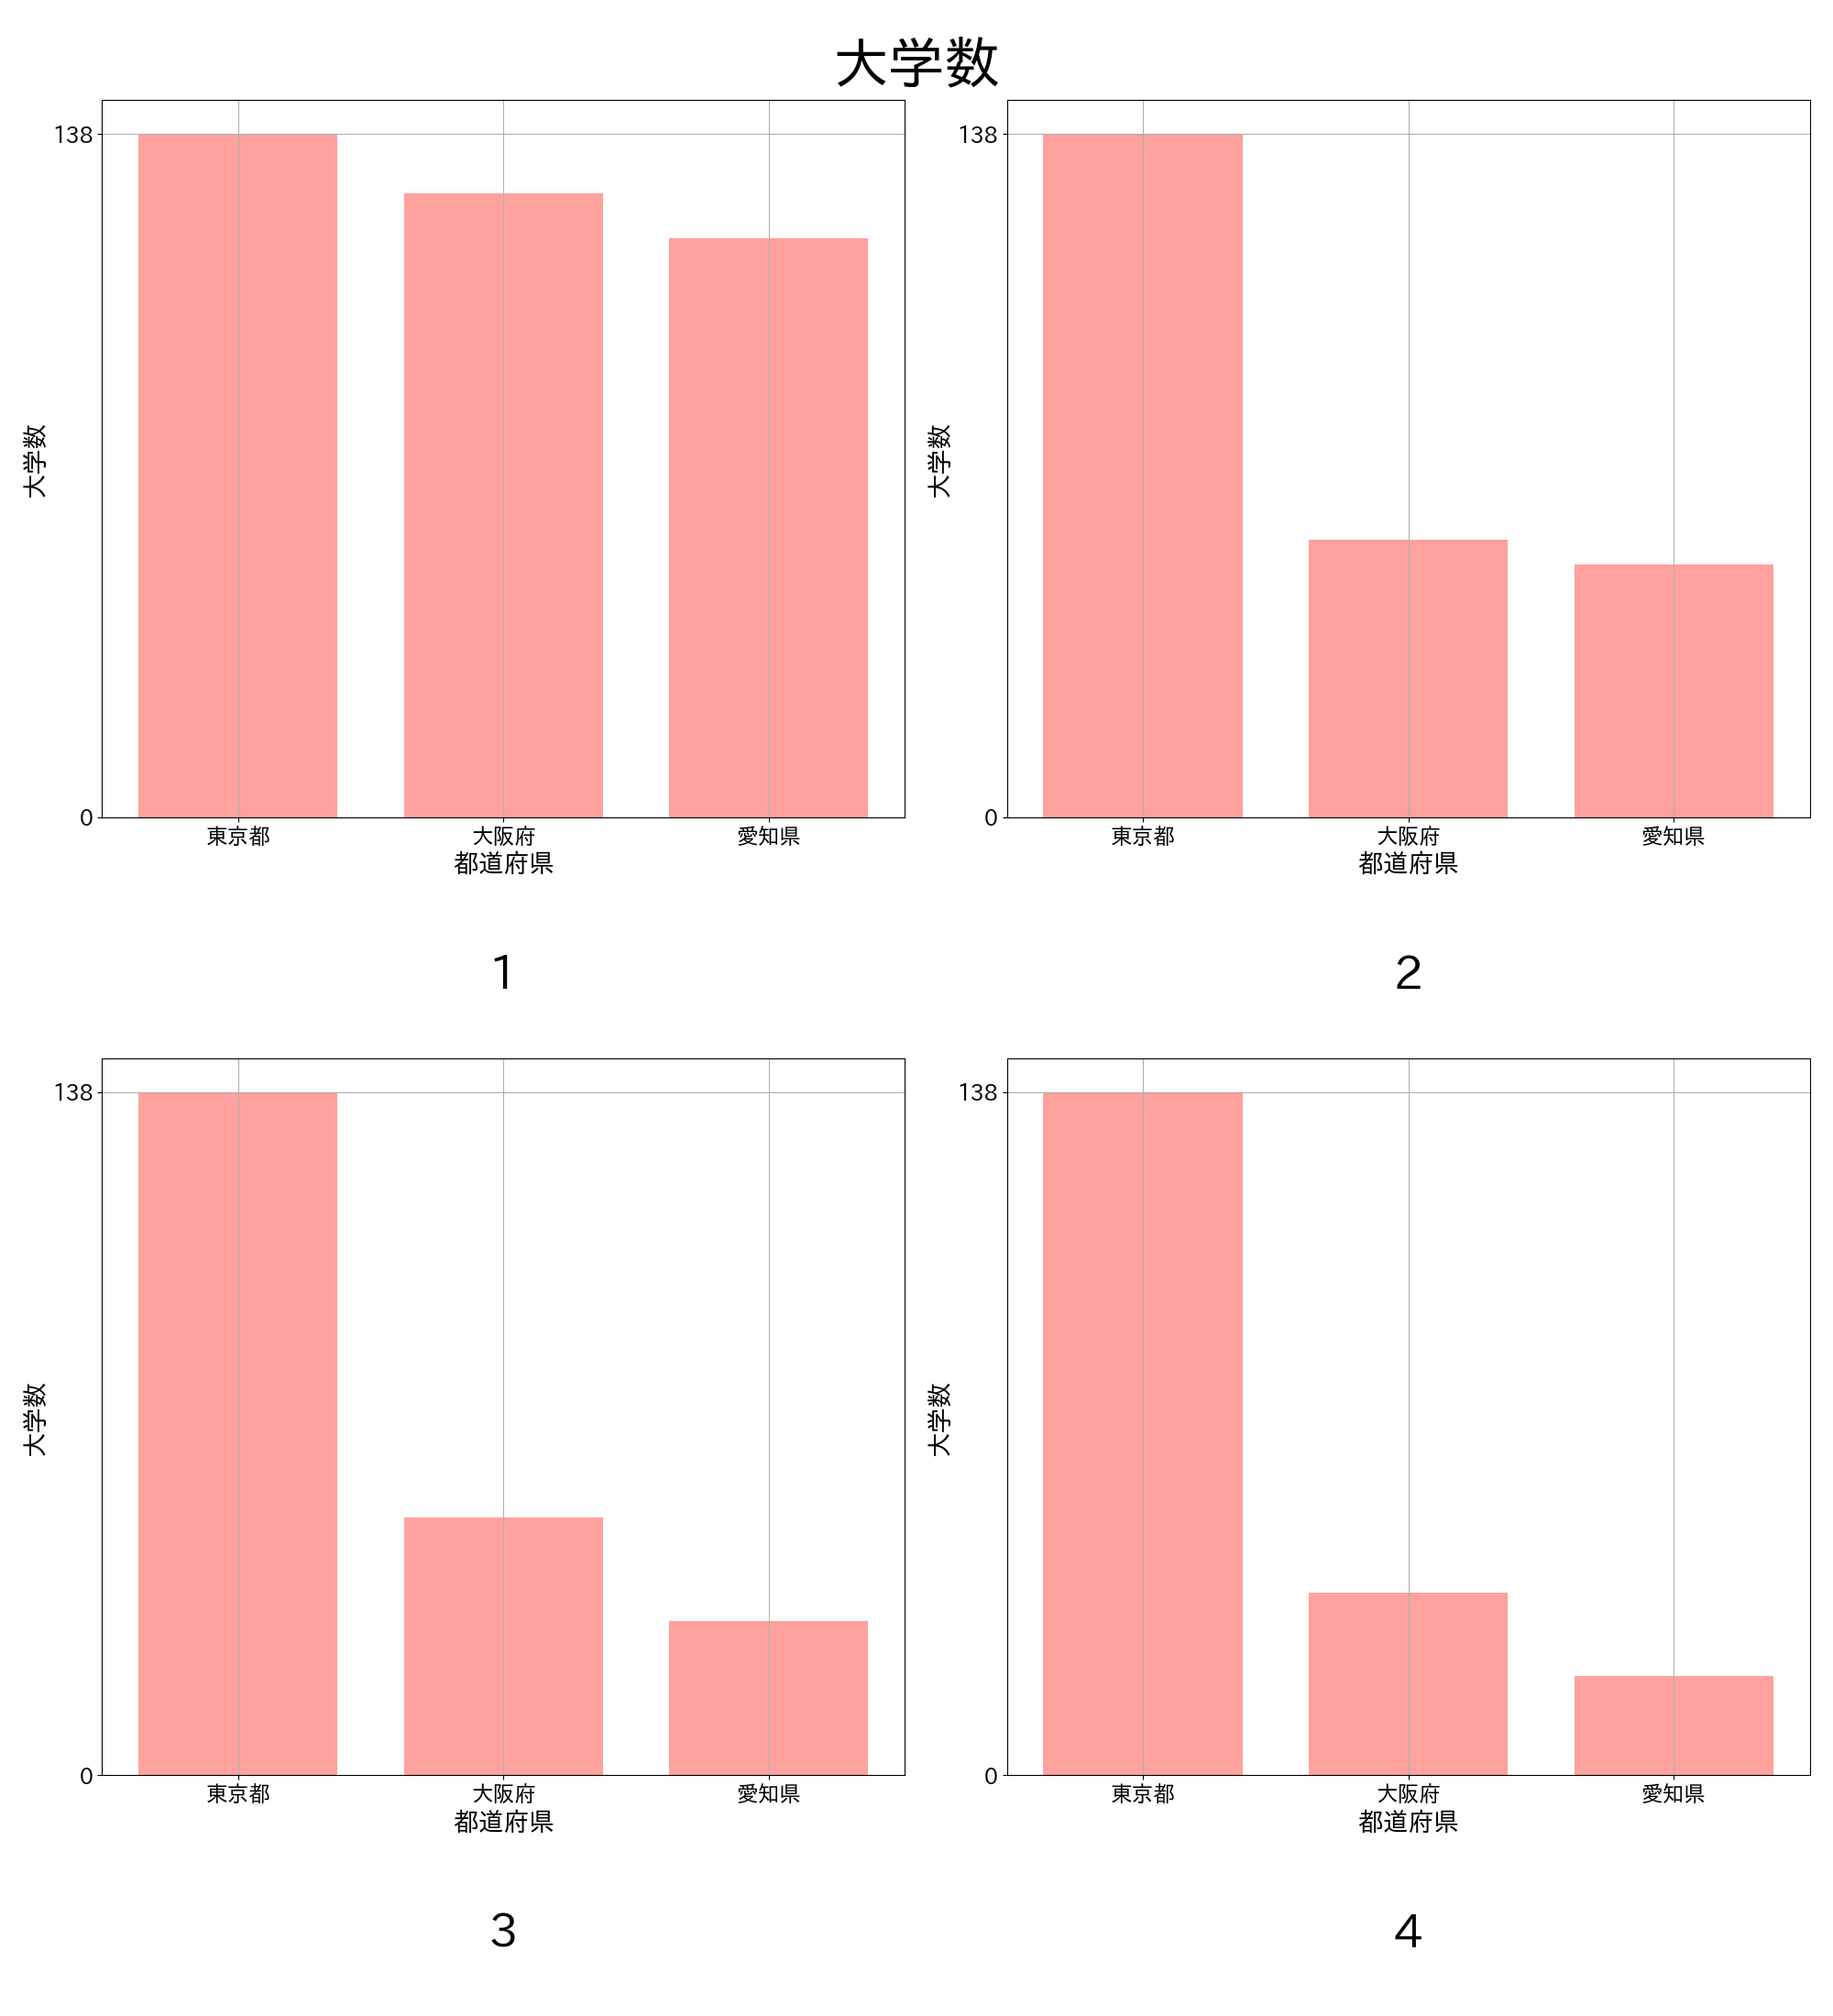 大学数
138
0
大学数
東京都 大阪府 愛知県
都道府県
1
138
0
大学数
東京都 大阪府 愛知県
都道府県
2
138
0
大学数
東京都 大阪府 愛知県
都道府県
3
138
0
大学数
東京都 大阪府 愛知県
都道府県
4